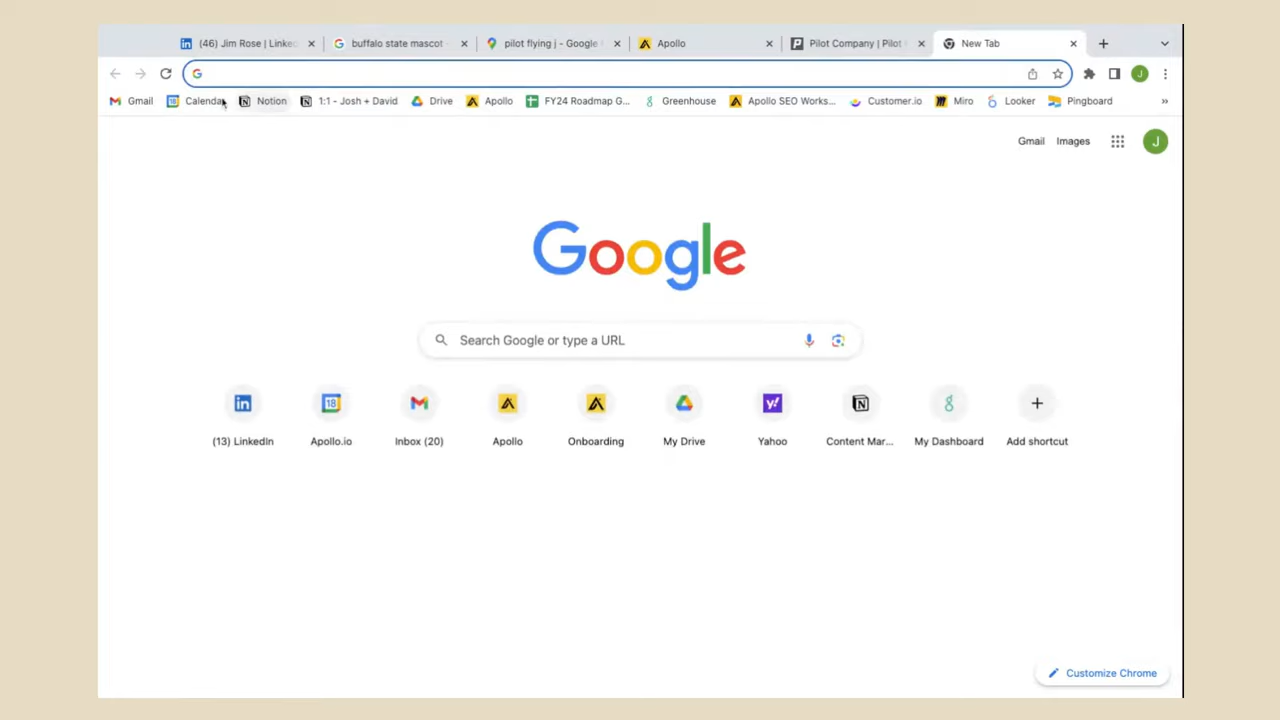 (46) Jim Rose | Linke
buffalo state mascot
pilot flying j - Google
Apollo
Pilot Company | Pilot
New Tab
Gmail
Calendar
Notion
1:1 - Josh + David
Drive
Apollo
FY24 Roadmap G...
Greenhouse
Apollo SEO Works...
Customer.io
Miro
Looker
Pingboard
»
Gmail
Images
J
J
Google
Search Google or type a URL
18
(13) LinkedIn
Apollo.io
Inbox (20)
Apollo
Onboarding
My Drive
Yahoo
Content Mar...
My Dashboard
Add shortcut
Customize Chrome